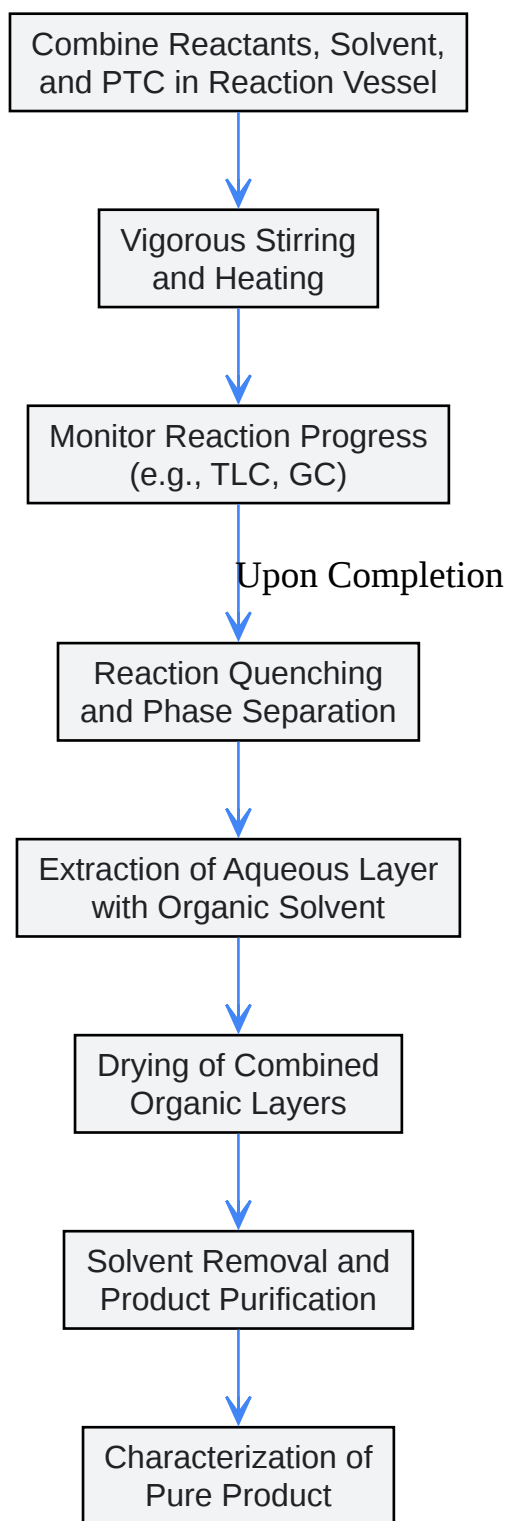 Combine Reactants, Solvent,
and PTC in Reaction Vessel
Vigorous Stirring
and Heating
Monitor Reaction Progress
(e.g., TLC, GC)
Upon Completion
Reaction Quenching
and Phase Separation
Extraction of Aqueous Layer
with Organic Solvent
Drying of Combined
Organic Layers
Solvent Removal and
Product Purification
Characterization of
Pure Product